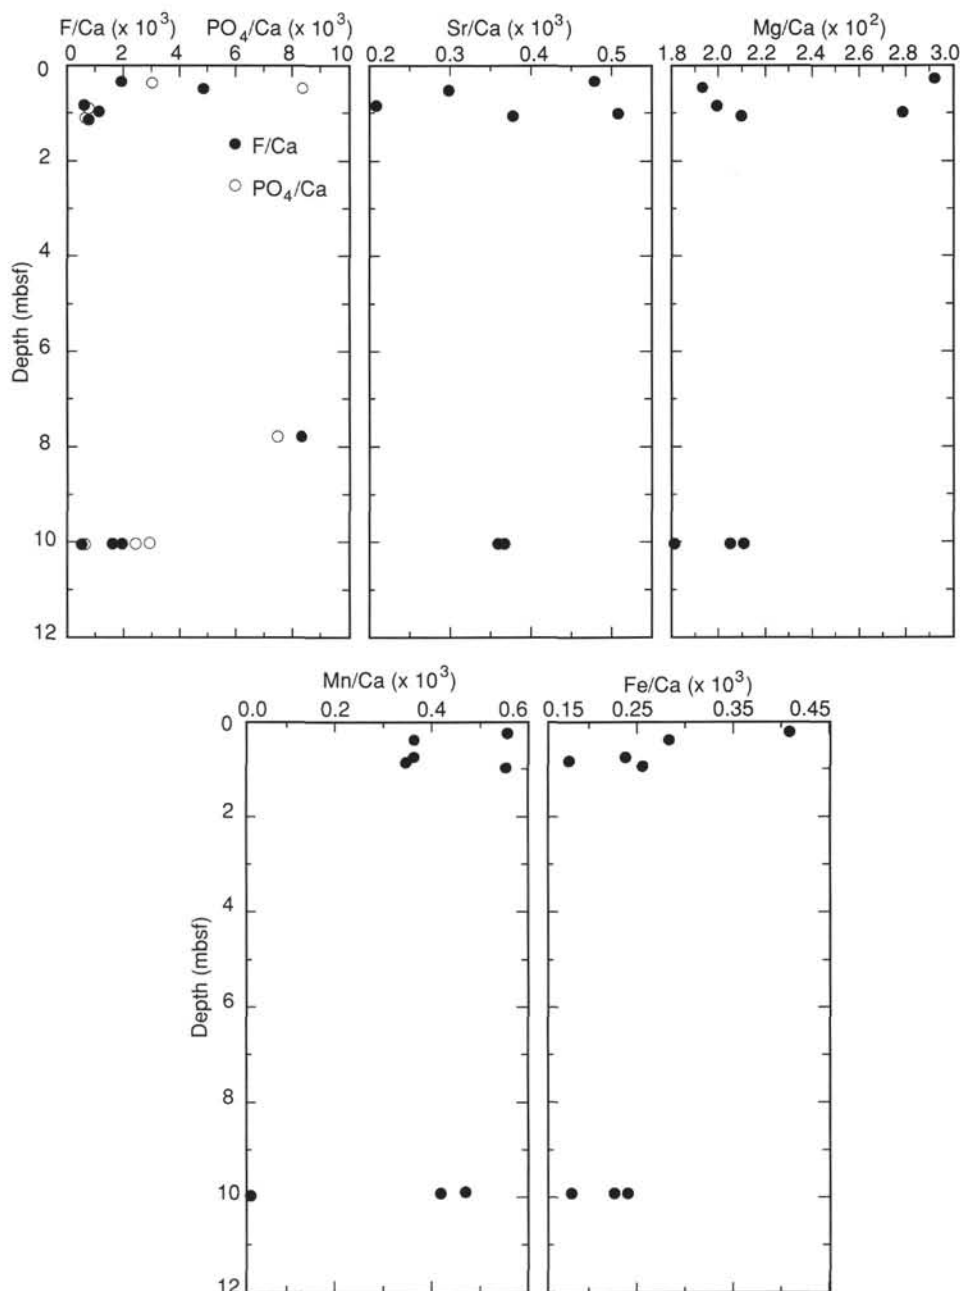 F/Ca (x 10³) PO₄/Ca (x 10³) Sr/Ca (x 10³) Mg/Ca (x 10²)
0 2 4 6 8 10 0.2 0.3 0.4 0.5 1.8 2.0 2.2 2.4 2.6 2.8 3.0
0
F/Ca
2
PO₄/Ca
4
Depth (mbsf)
6
8
10
12
Mn/Ca (x 10³) Fe/Ca (x 10³)
0.0 0.2 0.4 0.6 0.15 0.25 0.35 0.45
0
2
4
Depth (mbsf)
6
8
10
12